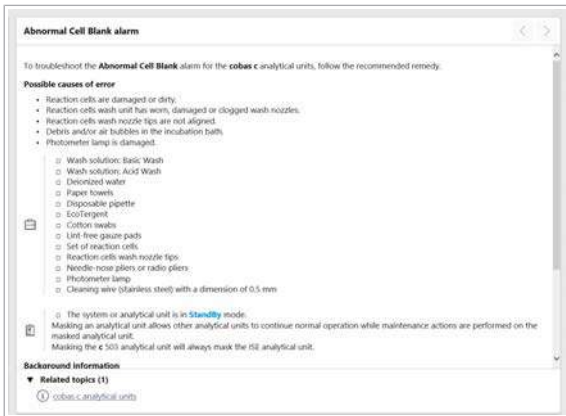 Abnormal Cell Blank alarm
To troubleshoot the Abnormal Cell Blank alarm for the cobas c analytical units, follow the recommended remedy.
Possible causes of error
• Reaction cells are damaged or dirty.
• Reaction cells wash unit has worn, damaged or clogged wash nozzles.
• Reaction cells wash nozzle tips are not aligned.
• Debris and/or air bubbles in the incubation bath.
• Photometer lamp is damaged.
□ Wash solution: Basic Wash
□ Wash solution: Acid Wash
□ Deionized water
□ Paper towels
□ Disposable pipette
□ EcoTergent
□ Cotton swabs
□ Lint-free gauze pads
□ Set of reaction cells
□ Reaction cells wash nozzle tips
□ Needle-nose pliers or radio pliers
□ Photometer lamp
□ Cleaning wire (stainless steel) with a dimension of 0.5 mm
□ The system or analytical unit is in StandBy mode.
Masking an analytical unit allows other analytical units to continue normal operation while maintenance actions are performed on the
masked analytical unit.
Masking the c 503 analytical unit will always mask the ISE analytical unit.
Background information
▼ Related topics (1)
cobas c analytical units